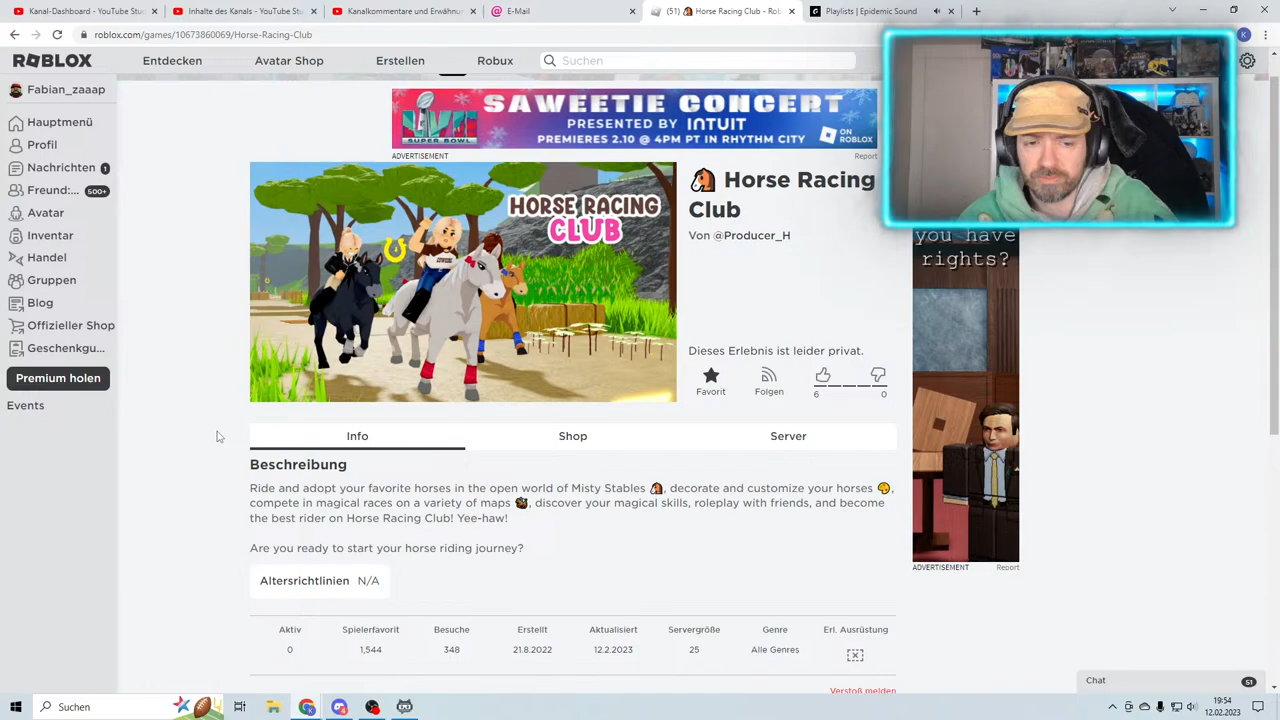 Kanal-Dashboard - YouTube Studi
Inhalte des Kanals - YouTube Stu
Kanalkommentare und Erwähnun
E-Mail
(51) Horse Racing Club - Rob
Playlists | Epidemic Sound
roblox.com/games/10673860069/Horse-Racing-Club
K
ROBLOX
Entdecken
Avatar Shop
Erstellen
Robux
Suchen
Fabian_zaaap
Hauptmenü
Profil
Nachrichten 1
Freund:... 500+
Avatar
Inventar
Handel
Gruppen
Blog
Offizieller Shop
Geschenkgu...
Premium holen
Events
SUPER BOWL
LVII
SAWEETIE CONCERT
PRESENTED BY INTUIT
PREMIERES 2.10 @ 4PM PT IN RHYTHM CITY
ON ROBLOX
ADVERTISEMENT
Report
HORSE RACING
CLUB
Horse Racing
Club
Von @Producer_H
Dieses Erlebnis ist leider privat.
Favorit
Folgen
6
0
you have
rights?
ADVERTISEMENT
Report
Info
Shop
Server
Beschreibung
Ride and adopt your favorite horses in the open world of Misty Stables 🐴, decorate and customize your horses
compete in magical races on a variety of maps, discover your magical skills, roleplay with friends, and become
the best rider on Horse Racing Club! Yee-haw!
Are you ready to start your horse riding journey?
Altersrichtlinien N/A
Aktiv
Spielerfavorit
Besuche
Erstellt
Aktualisiert
Servergröße
Genre
Erl. Ausrüstung
0
1,544
348
21.8.2022
12.2.2023
25
Alle Genres
Verstoß melden
Chat
51
Suchen
19:54
12.02.2023